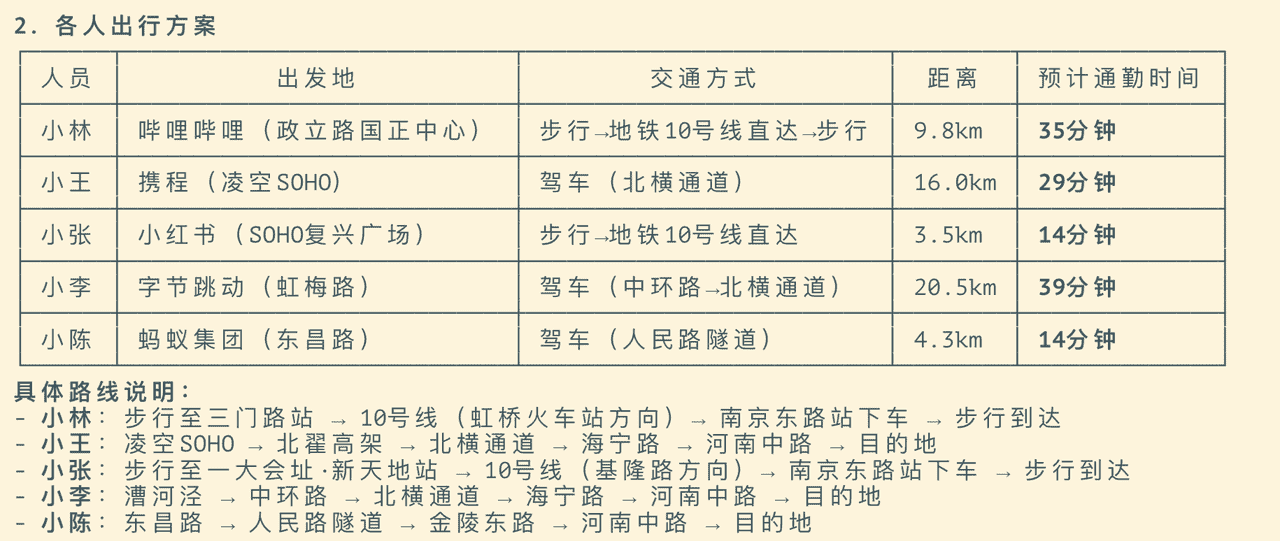 2. 各人出行方案
人员 出发地 交通方式 距离 预计通勤时间
小林 哔哩哔哩（政立路国正中心） 步行→地铁10号线直达→步行 9.8km 35分钟
小王 携程（凌空SOHO） 驾车（北横通道） 16.0km 29分钟
小张 小红书（SOHO复兴广场） 步行→地铁10号线直达 3.5km 14分钟
小李 字节跳动（虹梅路） 驾车（中环路→北横通道） 20.5km 39分钟
小陈 蚂蚁集团（东昌路） 驾车（人民路隧道） 4.3km 14分钟
具体路线说明：
- 小林：步行至三门路站 → 10号线（虹桥火车站方向）→ 南京东路站下车 → 步行到达
- 小王：凌空SOHO → 北翟高架 → 北横通道 → 海宁路 → 河南中路 → 目的地
- 小张：步行至一大会址·新天地站 → 10号线（基隆路方向）→ 南京东路站下车 → 步行到达
- 小李：漕河泾 → 中环路 → 北横通道 → 海宁路 → 河南中路 → 目的地
- 小陈：东昌路 → 人民路隧道 → 金陵东路 → 河南中路 → 目的地